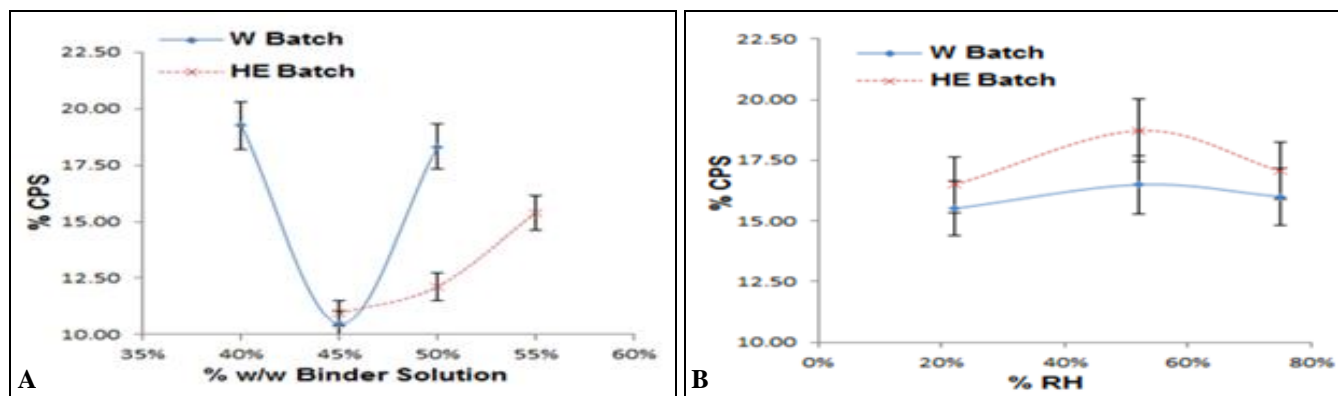 W Batch
HE Batch
22.50
20.00
17.50
15.00
12.50
10.00
% CPS
35% 40% 45% 50% 55% 60%
% w/w Binder Solution
A
W Batch
HE Batch
22.50
20.00
17.50
15.00
12.50
10.00
% CPS
0% 20% 40% 60% 80%
% RH
B